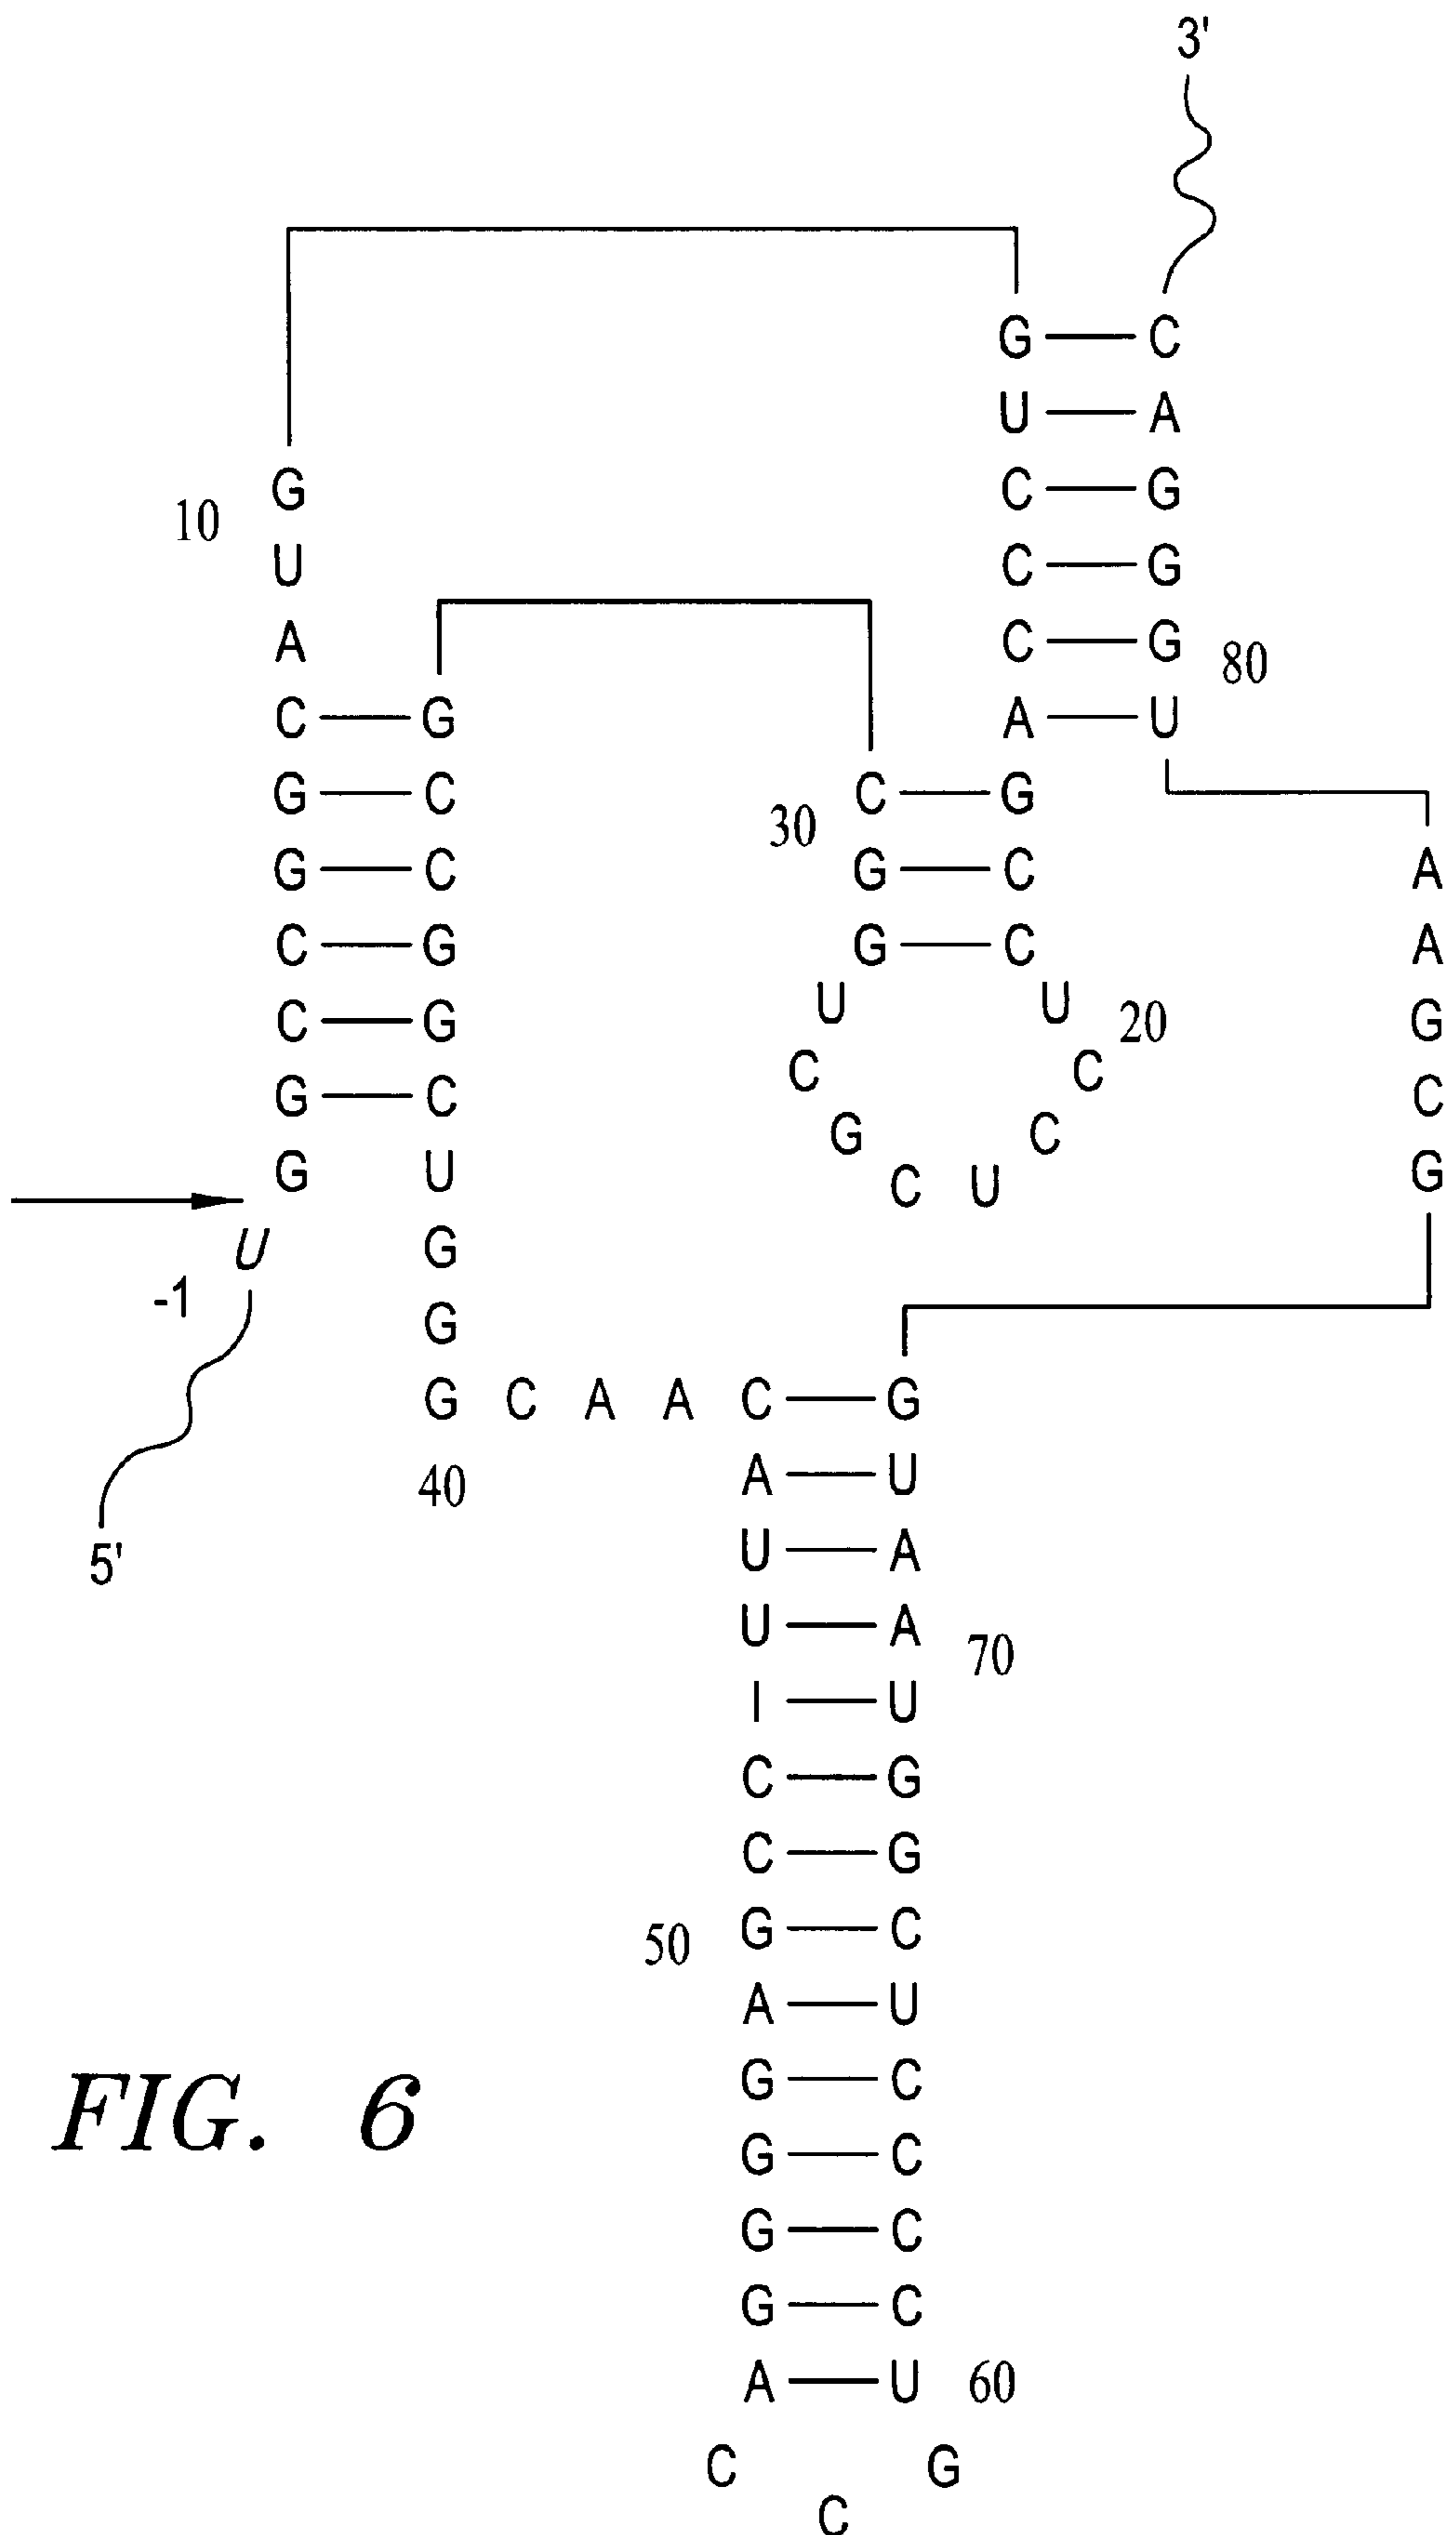 3'
G C
U A
G C G
10
U C G
A C G 80
C G A U
G C C G
30
G C G C A
C G G C A
C G U U 20 G
C C
G C G C C
G U C U G
U G
-1
G
G C A A C G
40
A U
5' U A
U A 70
I U
C G
C G
50 G C
A U
G C
G C
FIG. 6
G C
G C
A U 60
C G
C